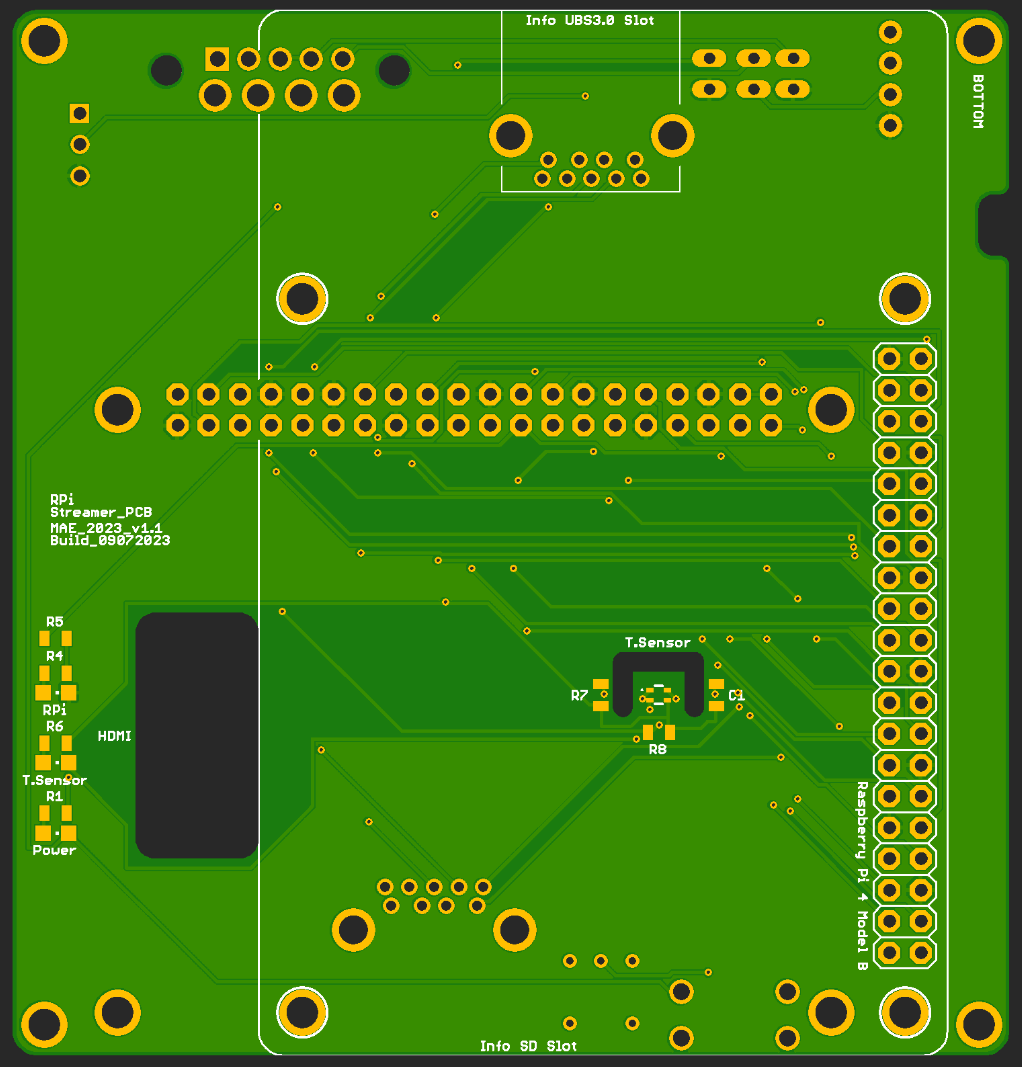 Info UBS3.0 Slot
BOTTOM
RPi
Streamer_PCB
MAE_2023_v1.1
Build_09072023
R5
R4
RPi
R6
HDMI
T.Sensor
R1
Power
T.Sensor
R7
C1
R8
Raspberry Pi 4 Model B
Info SD Slot